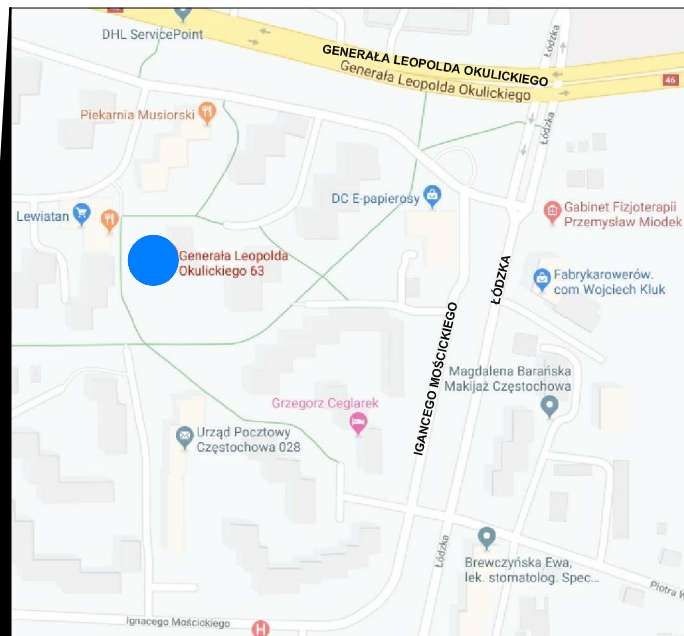 DHL ServicePoint
GENERAŁA LEOPOLDA OKULICKIEGO
Generała Leopolda Okulickiego
Łódzka
46
Piekarnia Musiorski
Łódzka
DC E-papierosy
Lewiatan
Gabinet Fizjoterapii
Przemysław Miodek
Generała Leopolda
Okulickiego 63
ŁÓDZKA
Fabrykarowerów.
com Wojciech Kluk
IGANCEGO MOŚCICKIEGO
Magdalena Barańska
Makijaż Częstochowa
Grzegorz Ceglarek
Urząd Pocztowy
Częstochowa 028
Łódzka
Brewczyńska Ewa,
lek. stomatolog. Spec...
Piotra W
Ignacego Mościckiego
H